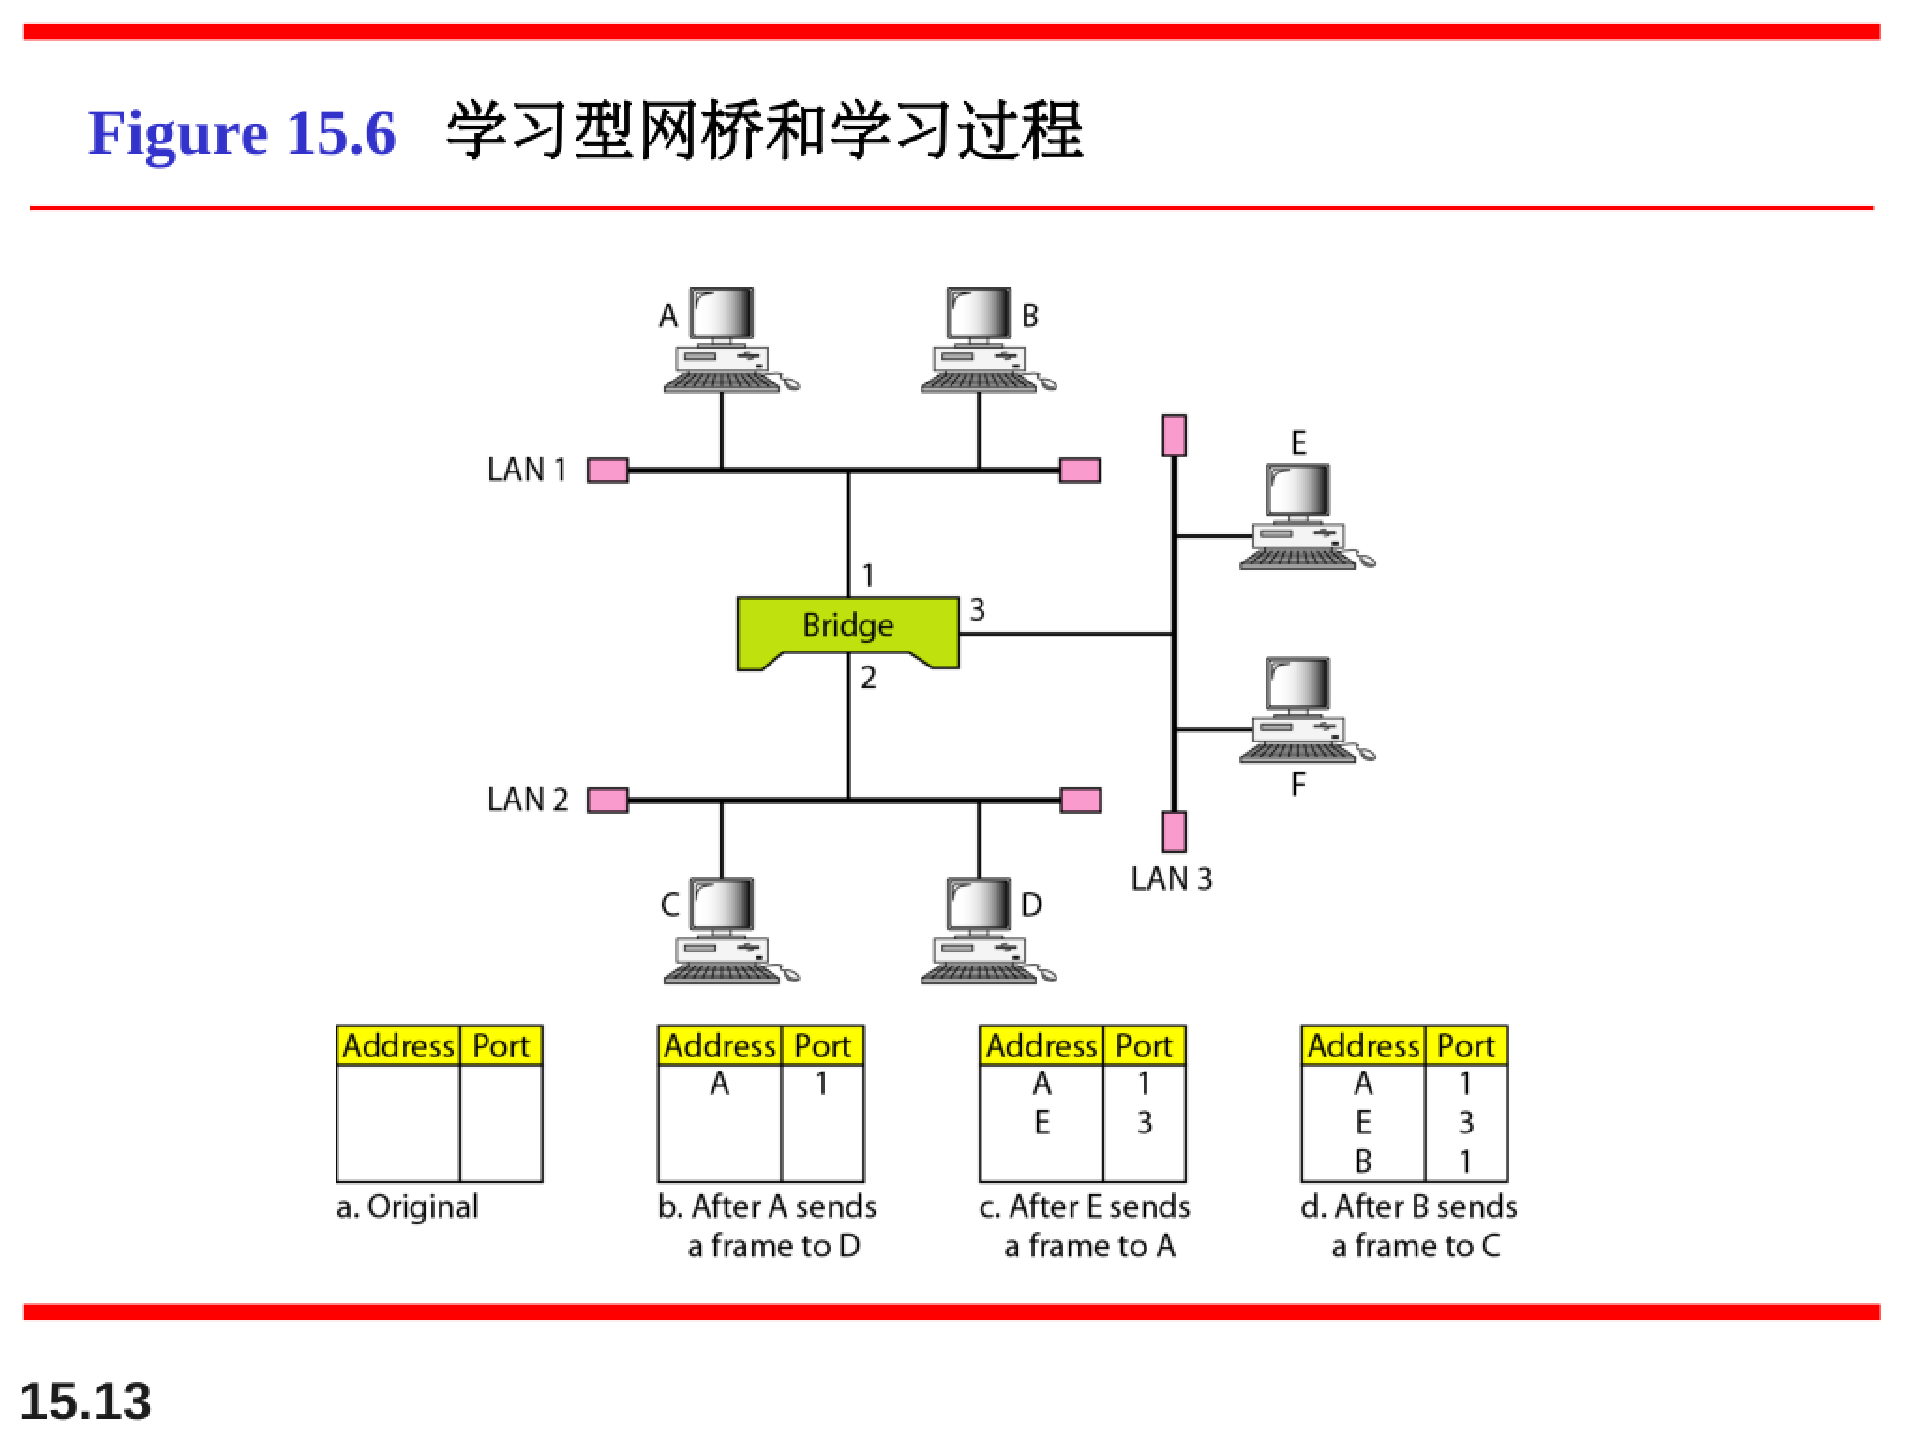 Figure 15.6 学习型网桥和学习过程
A
B
LAN 1
E
1
Bridge
3
2
F
LAN 2
LAN 3
C
D
Address Port
a. Original
Address Port
A 1
b. After A sends
a frame to D
Address Port
A 1
E 3
c. After E sends
a frame to A
Address Port
A 1
E 3
B 1
d. After B sends
a frame to C
15.13